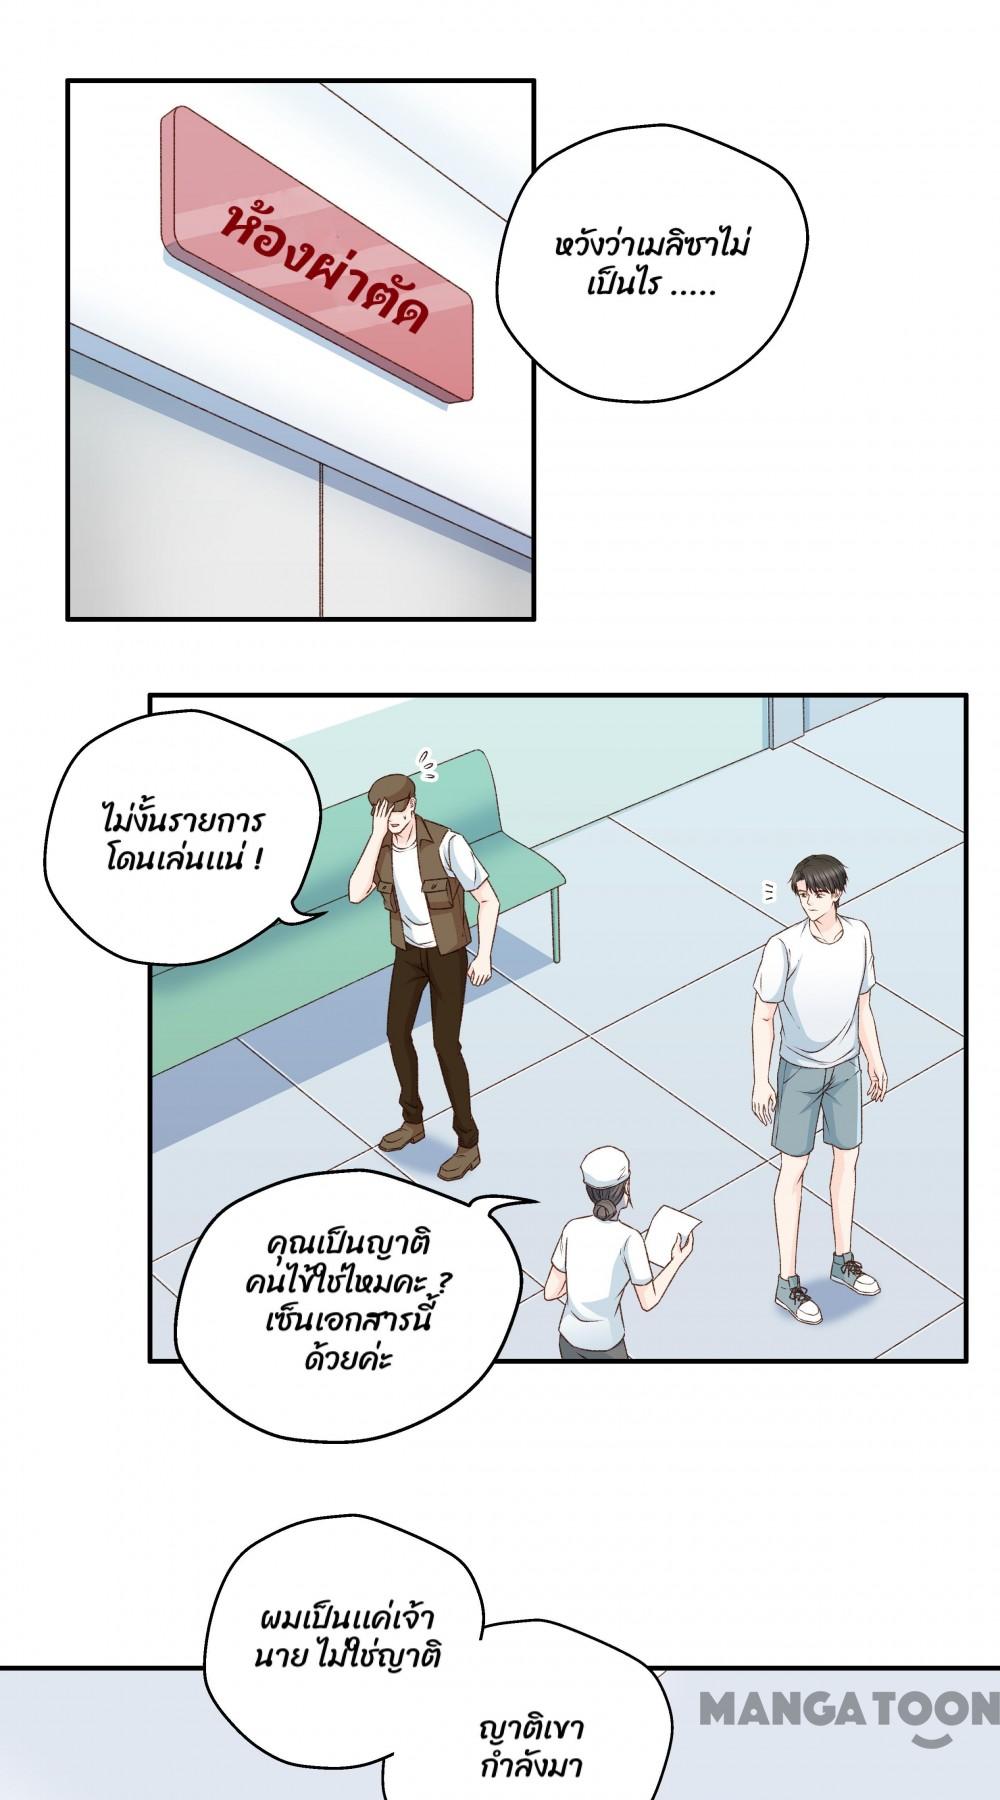 ห้องผ่าตัด
หวังว่าเมลิซาไม่
เป็นไร .....
ไม่งั้นรายการ
โดนเล่นแน่ !
คุณเป็นญาติ
คนไข้ใช่ไหมคะ ?
เซ็นเอกสารนี้
ด้วยค่ะ
ผมเป็นแค่เจ้า
นาย ไม่ใช่ญาติ
ญาติเขา
กำลังมา
MANGATOON